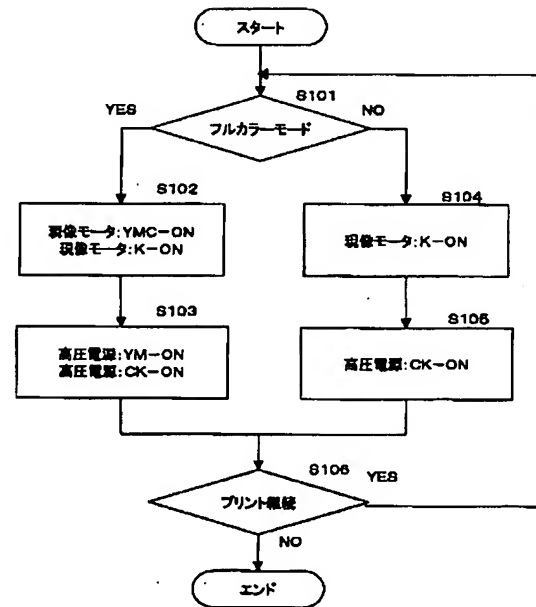 スタート
S101
YES
フルカラーモード
NO
S102
現像モータ:YMC-ON
現像モータ:K-ON
S104
現像モータ:K-ON
S103
高圧電源:YM-ON
高圧電源:CK-ON
S105
高圧電源:CK-ON
S106
プリント継続
YES
NO
エンド